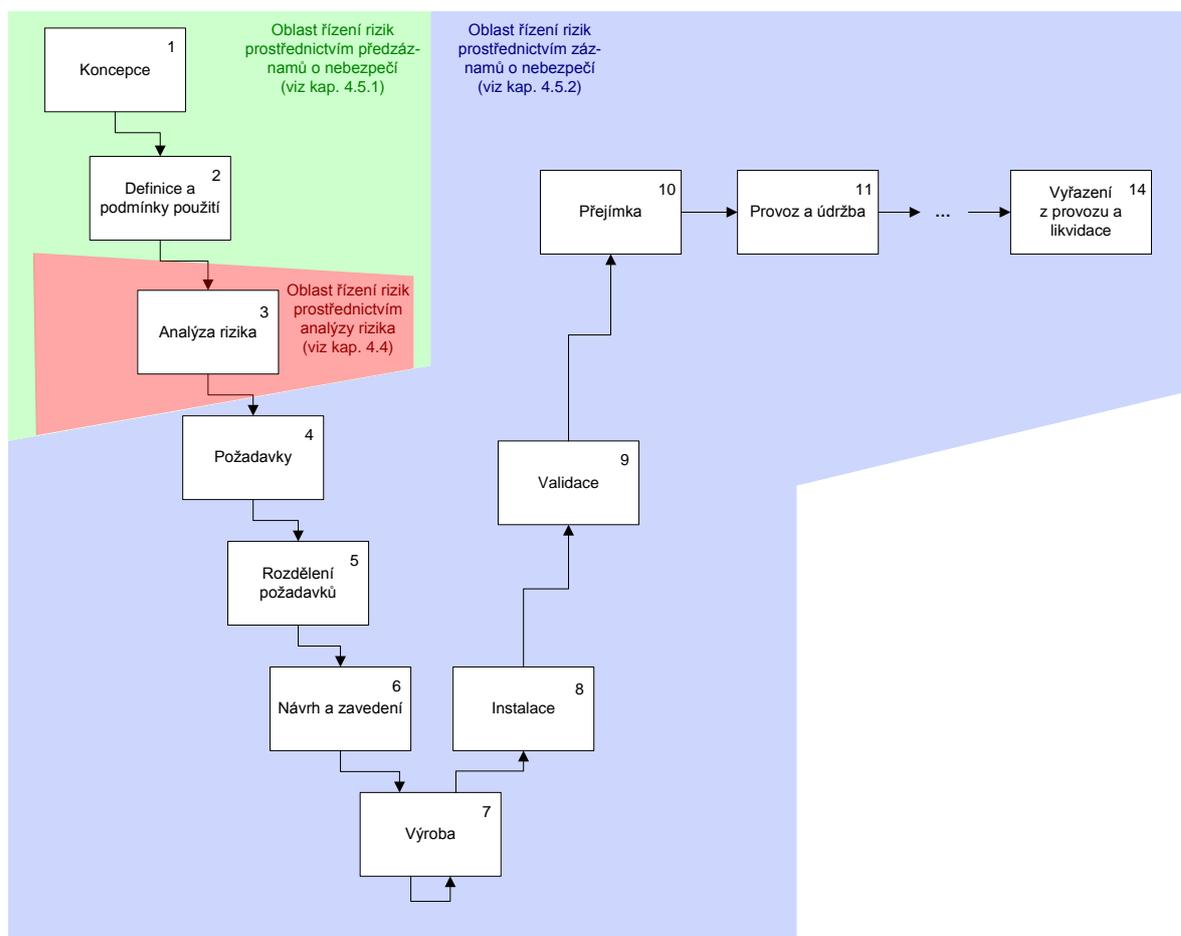 1
Koncepce
Oblast řízení rizik
prostřednictvím předzáz-
namů o nebezpečí
(viz kap. 4.5.1)
Oblast řízení rizik
prostřednictvím záz-
namů o nebezpečí
(viz kap. 4.5.2)
2
Definice a
podmínky použití
3
Analýza rizika
Oblast řízení rizik
prostřednictvím
analýzy rizika
(viz kap. 4.4)
4
Požadavky
5
Rozdělení
požadavků
6
Návrh a zavedení
7
Výroba
8
Instalace
9
Validace
10
Přejímka
11
Provoz a údržba
...
14
Vyřazení
z provozu a
likvidace